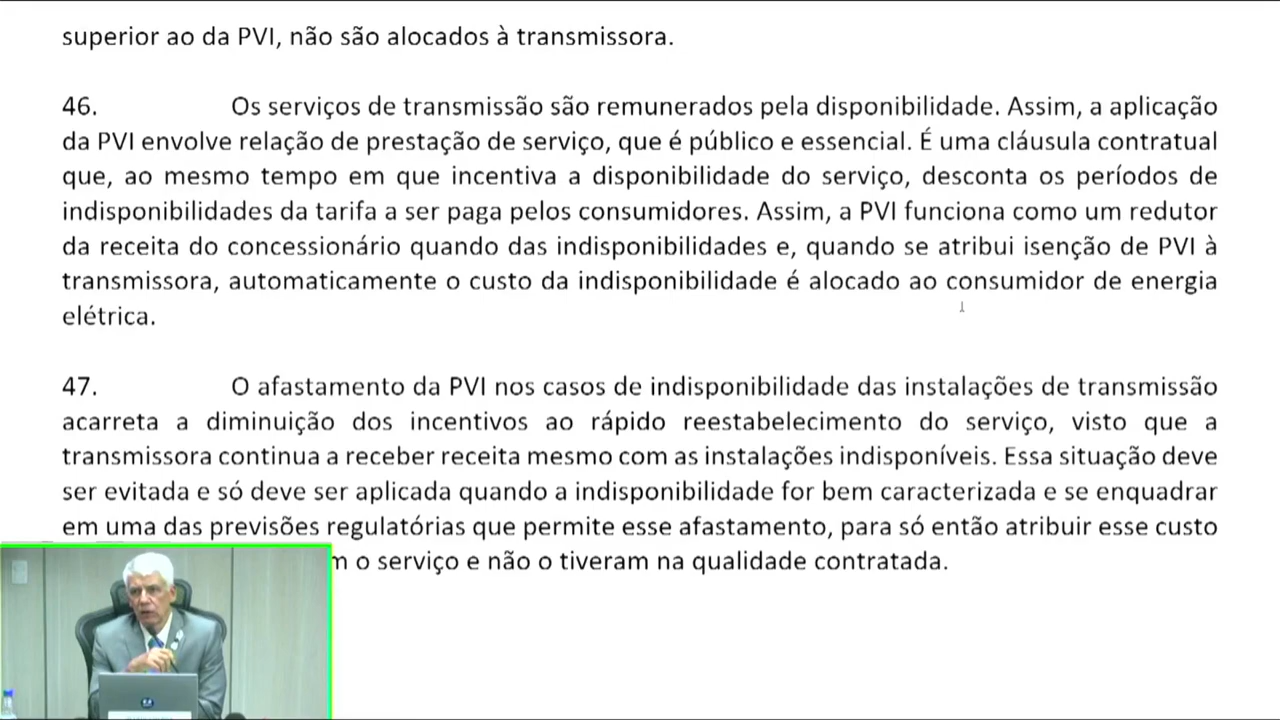 superior ao da PVI, não são alocados à transmissora.
46. Os serviços de transmissão são remunerados pela disponibilidade. Assim, a aplicação
da PVI envolve relação de prestação de serviço, que é público e essencial. É uma cláusula contratual
que, ao mesmo tempo em que incentiva a disponibilidade do serviço, desconta os períodos de
indisponibilidades da tarifa a ser paga pelos consumidores. Assim, a PVI funciona como um redutor
da receita do concessionário quando das indisponibilidades e, quando se atribui isenção de PVI à
transmissora, automaticamente o custo da indisponibilidade é alocado ao consumidor de energia
elétrica.
47. O afastamento da PVI nos casos de indisponibilidade das instalações de transmissão
acarreta a diminuição dos incentivos ao rápido reestabelecimento do serviço, visto que a
transmissora continua a receber receita mesmo com as instalações indisponíveis. Essa situação deve
ser evitada e só deve ser aplicada quando a indisponibilidade for bem caracterizada e se enquadrar
em uma das previsões regulatórias que permite esse afastamento, para só então atribuir esse custo
o serviço e não o tiveram na qualidade contratada.